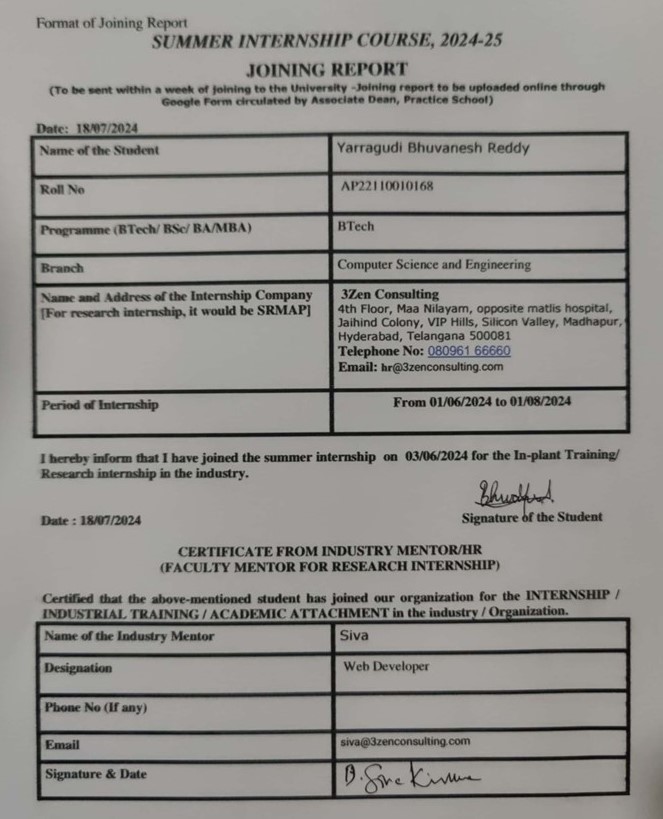 Format of Joining Report
SUMMER INTERNSHIP COURSE, 2024-25
JOINING REPORT
(To be sent within a week of joining to the University -Joining report to be uploaded online through
Google Form circulated by Associate Dean, Practice School)
Date: 18/07/2024
Name of the Student Yarragudi Bhuvanesh Reddy
Roll No AP22110010168
Programme (BTech/ BSc/ BA/MBA) BTech
Branch Computer Science and Engineering
Name and Address of the Internship Company 3Zen Consulting
[For research internship, it would be SRMAP] 4th Floor, Maa Nilayam, opposite matlis hospital,
Jaihind Colony, VIP Hills, Silicon Valley, Madhapur,
Hyderabad, Telangana 500081
Telephone No: 080961 66660
Email: hr@3zenconsulting.com
Period of Internship From 01/06/2024 to 01/08/2024
I hereby inform that I have joined the summer internship on 03/06/2024 for the In-plant Training/
Research internship in the industry.
Date : 18/07/2024 Signature of the Student
CERTIFICATE FROM INDUSTRY MENTOR/HR
(FACULTY MENTOR FOR RESEARCH INTERNSHIP)
Certified that the above-mentioned student has joined our organization for the INTERNSHIP /
INDUSTRIAL TRAINING / ACADEMIC ATTACHMENT in the industry / Organization.
Name of the Industry Mentor Siva
Designation Web Developer
Phone No (If any)
Email siva@3zenconsulting.com
Signature & Date